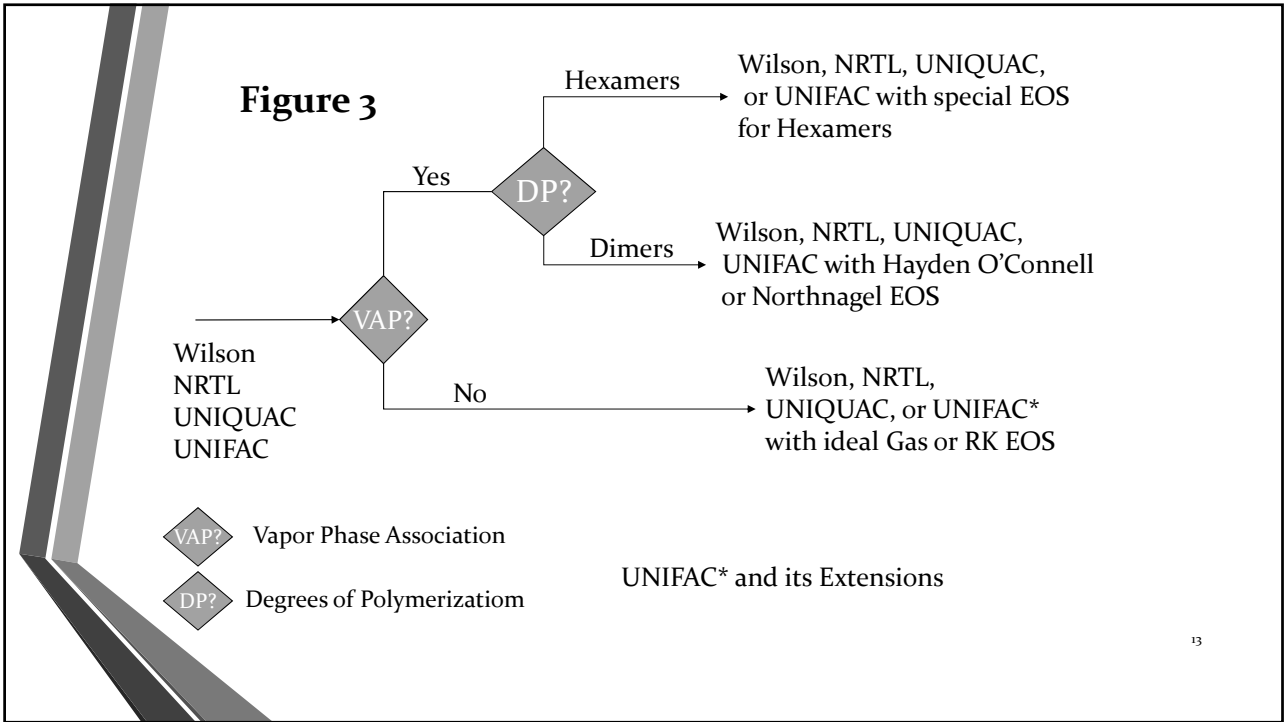 Figure 3
Hexamers
Wilson, NRTL, UNIQUAC,
or UNIFAC with special EOS
for Hexamers
Yes
DP?
Dimers
Wilson, NRTL, UNIQUAC,
UNIFAC with Hayden O’Connell
or Northnagel EOS
VAP?
Wilson
NRTL
UNIQUAC
UNIFAC
No
Wilson, NRTL,
UNIQUAC, or UNIFAC*
with ideal Gas or RK EOS
VAP? Vapor Phase Association
DP? Degrees of Polymerizatiom
UNIFAC* and its Extensions
13